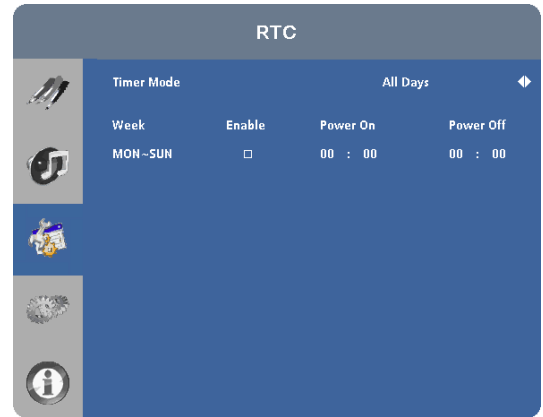 RTC
Timer Mode All Days
Week Enable Power On Power Off
MON~SUN 00 : 00 00 : 00